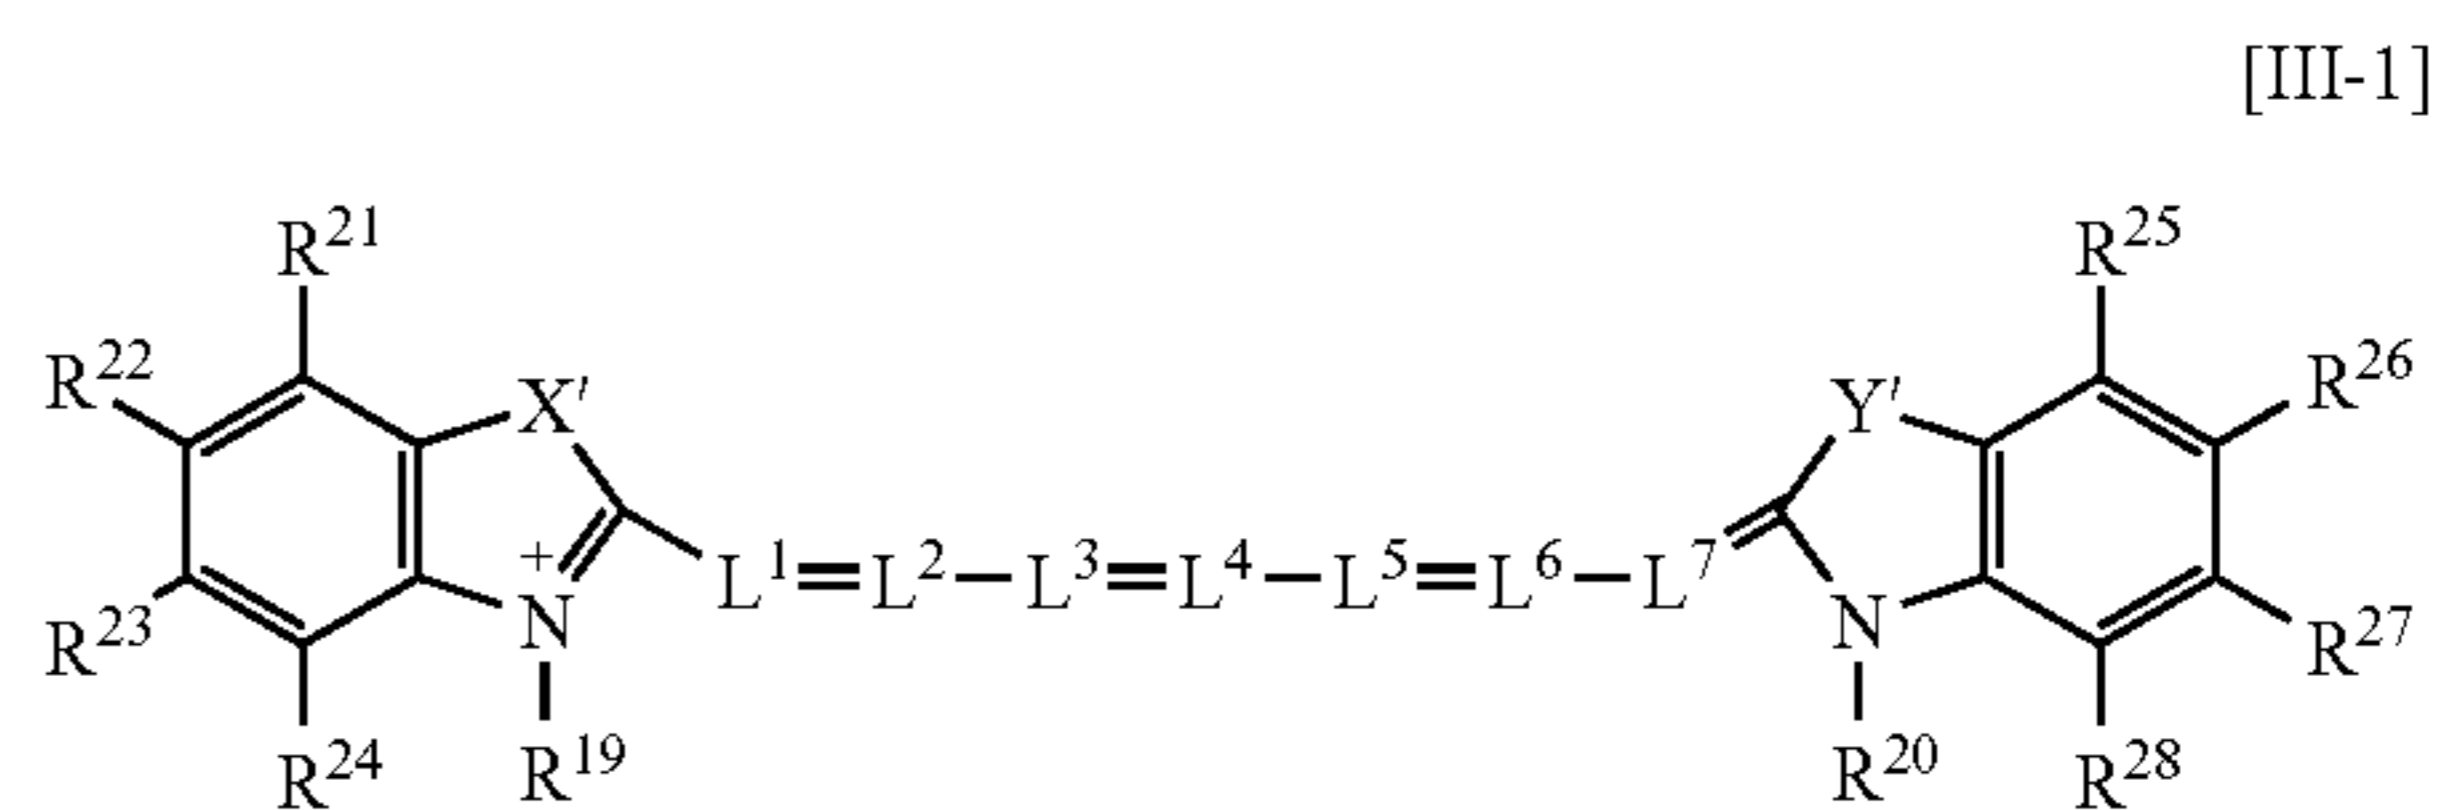 [III-1]
R²¹ R²⁵
R²² X' Y' R²⁶
+
L¹=L²—L³=L⁴—L⁵=L⁶—L⁷
R²³ N N R²⁷
R²⁴ R¹⁹ R²⁰ R²⁸